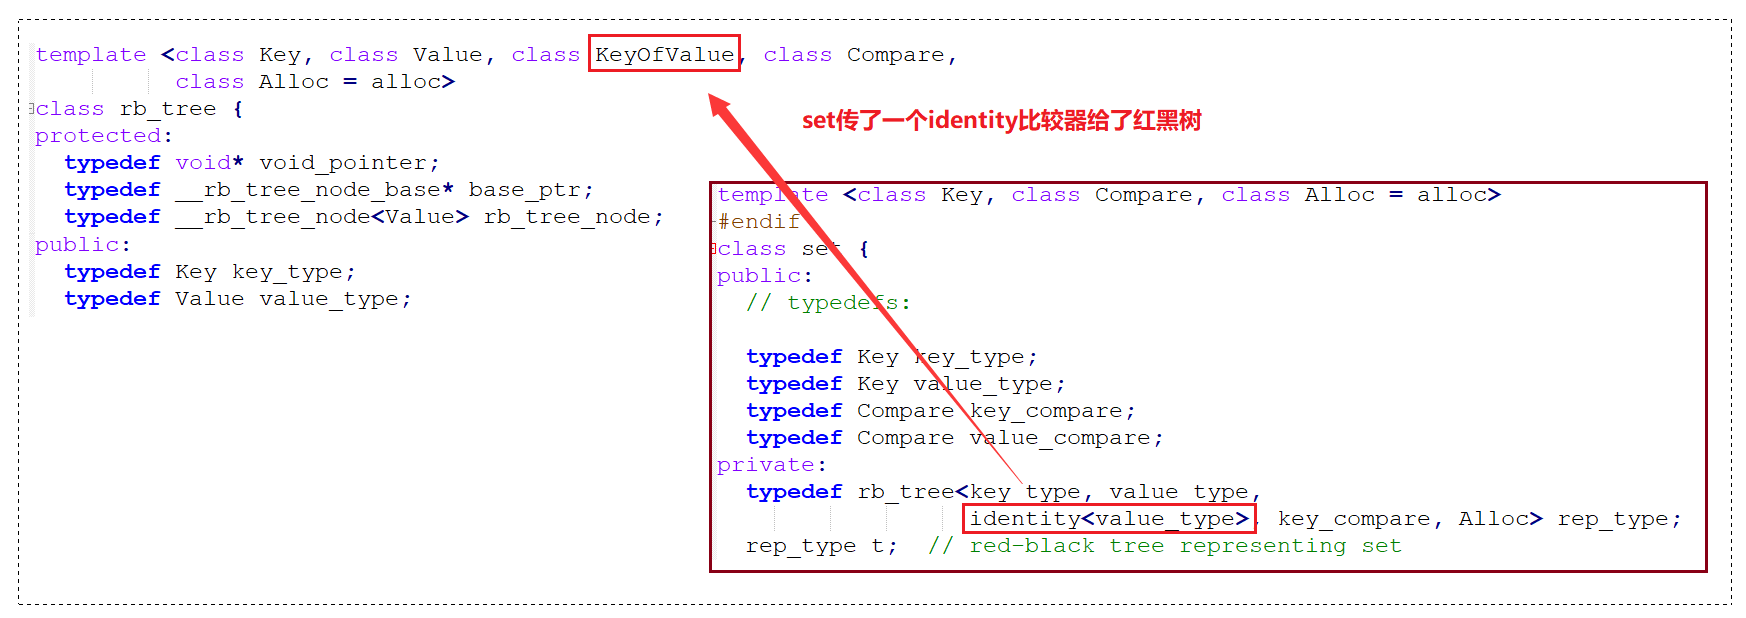 template <class Key, class Value, class KeyOfValue, class Compare,
class Alloc = alloc>
class rb_tree {
protected:
typedef void* void_pointer;
typedef __rb_tree_node_base* base_ptr;
typedef __rb_tree_node<Value> rb_tree_node;
public:
typedef Key key_type;
typedef Value value_type;
set传了一个identity比较器给了红黑树
template <class Key, class Compare, class Alloc = alloc>
#endif
class set {
public:
// typedefs:
typedef Key key_type;
typedef Key value_type;
typedef Compare key_compare;
typedef Compare value_compare;
private:
typedef rb_tree<key_type, value_type,
identity<value_type>, key_compare, Alloc> rep_type;
rep_type t;  // red-black tree representing set